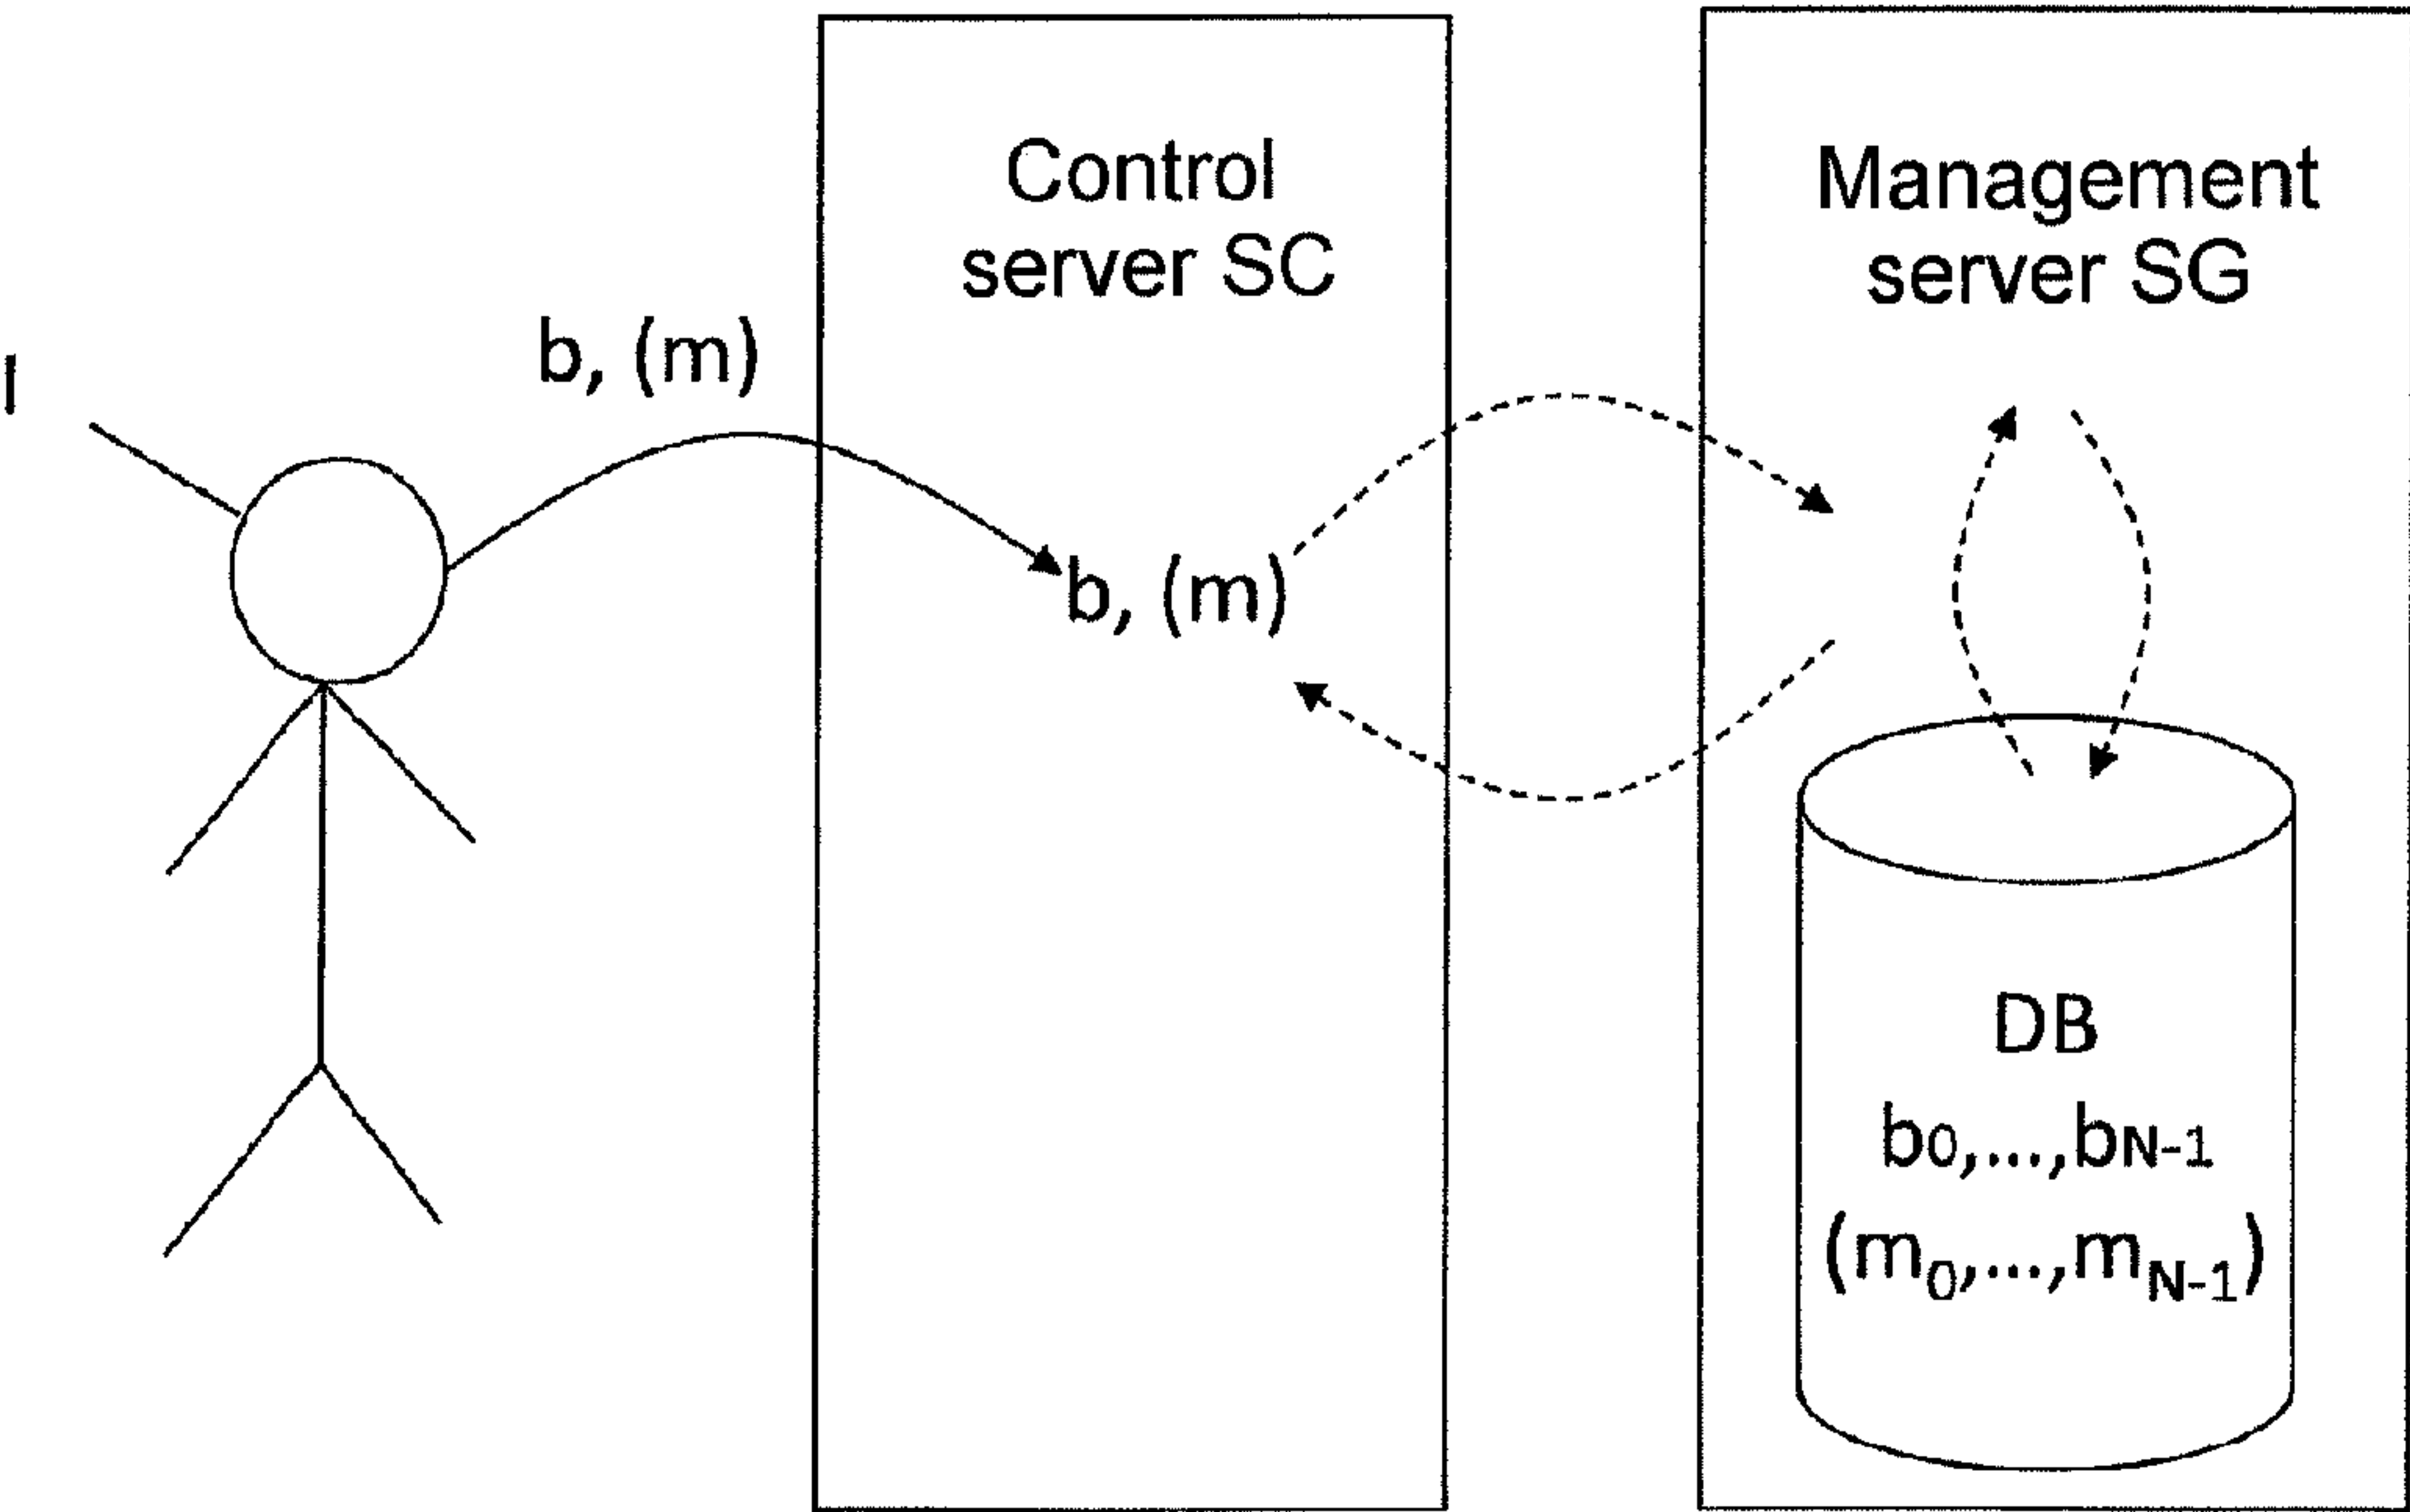 I
b, (m)
Control
server SC
b, (m)
Management
server SG
DB
b0,...,bN-1
(m0,...,mN-1)